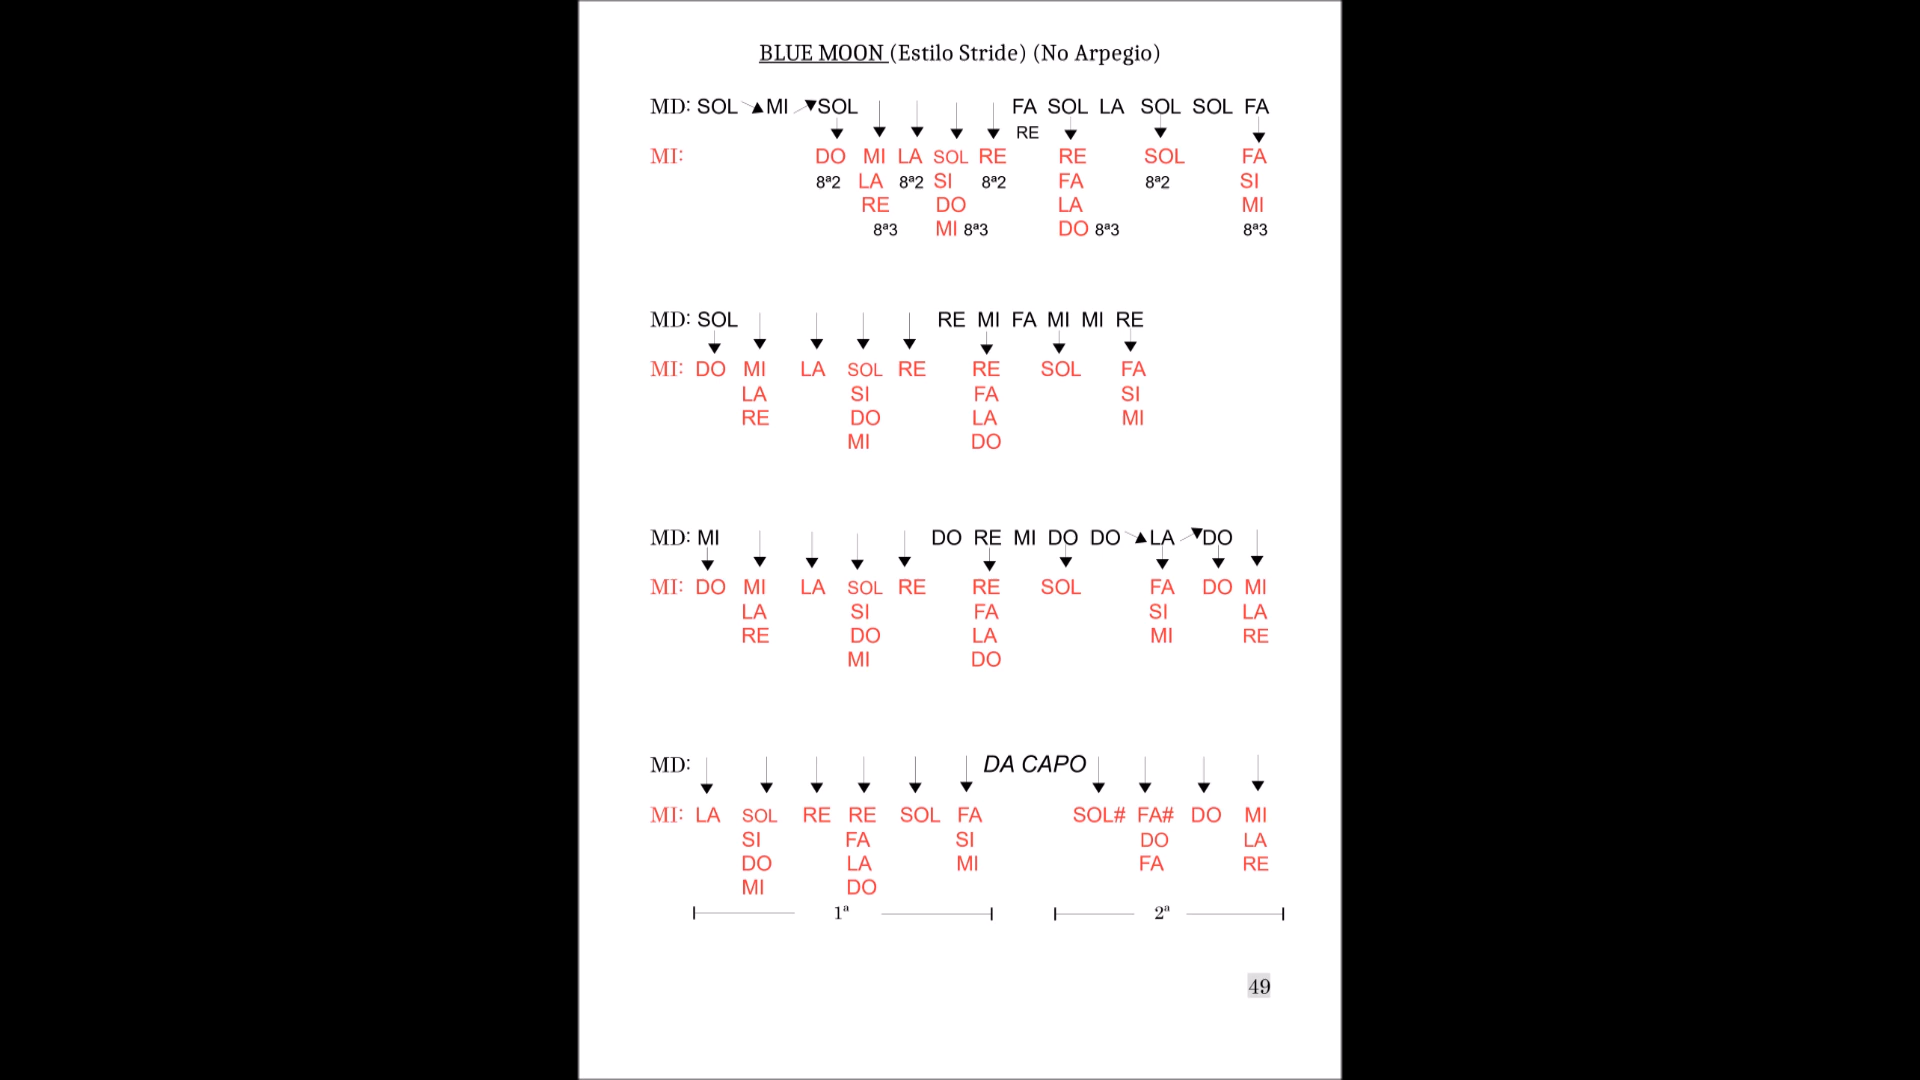 BLUE MOON (Estilo Stride) (No Arpegio)
MD: SOL MI SOL FA SOL LA SOL SOL FA
RE
MI: DO MI LA SOL RE RE SOL FA
8ª2 LA 8ª2 SI 8ª2 FA 8ª2 SI
RE DO LA MI
8ª3 MI 8ª3 DO 8ª3 8ª3
MD: SOL RE MI FA MI MI RE
MI: DO MI LA SOL RE RE SOL FA
LA SI FA SI
RE DO LA MI
MI DO
MD: MI DO RE MI DO DO LA DO
MI: DO MI LA SOL RE RE SOL FA DO MI
LA SI FA SI LA
RE DO LA MI RE
MI DO
MD: DA CAPO
MI: LA SOL RE RE SOL FA SOL# FA# DO MI
SI FA SI DO LA
DO LA MI FA RE
MI DO
1ª 2ª
49